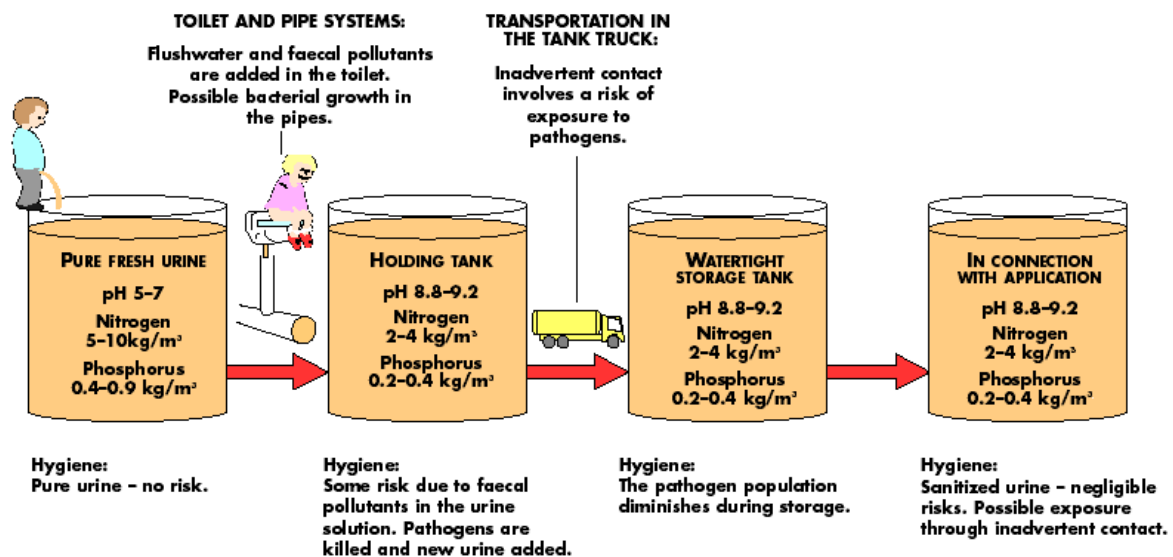 TOILET AND PIPE SYSTEMS:
Flushwater and faecal pollutants
are added in the toilet.
Possible bacterial growth in
the pipes.
TRANSPORTATION IN
THE TANK TRUCK:
Inadvertent contact
involves a risk of
exposure to
pathogens.
PURE FRESH URINE
pH 5–7
Nitrogen
5–10kg/m³
Phosphorus
0.4–0.9 kg/m³
HOLDING TANK
pH 8.8–9.2
Nitrogen
2–4 kg/m³
Phosphorus
0.2–0.4 kg/m³
WATERTIGHT
STORAGE TANK
pH 8.8–9.2
Nitrogen
2–4 kg/m³
Phosphorus
0.2–0.4 kg/m³
IN CONNECTION
WITH APPLICATION
pH 8.8–9.2
Nitrogen
2–4 kg/m³
Phosphorus
0.2–0.4 kg/m³
Hygiene:
Pure urine – no risk.
Hygiene:
Some risk due to faecal
pollutants in the urine
solution. Pathogens are
killed and new urine added.
Hygiene:
The pathogen population
diminishes during storage.
Hygiene:
Sanitized urine – negligible
risks. Possible exposure
through inadvertent contact.